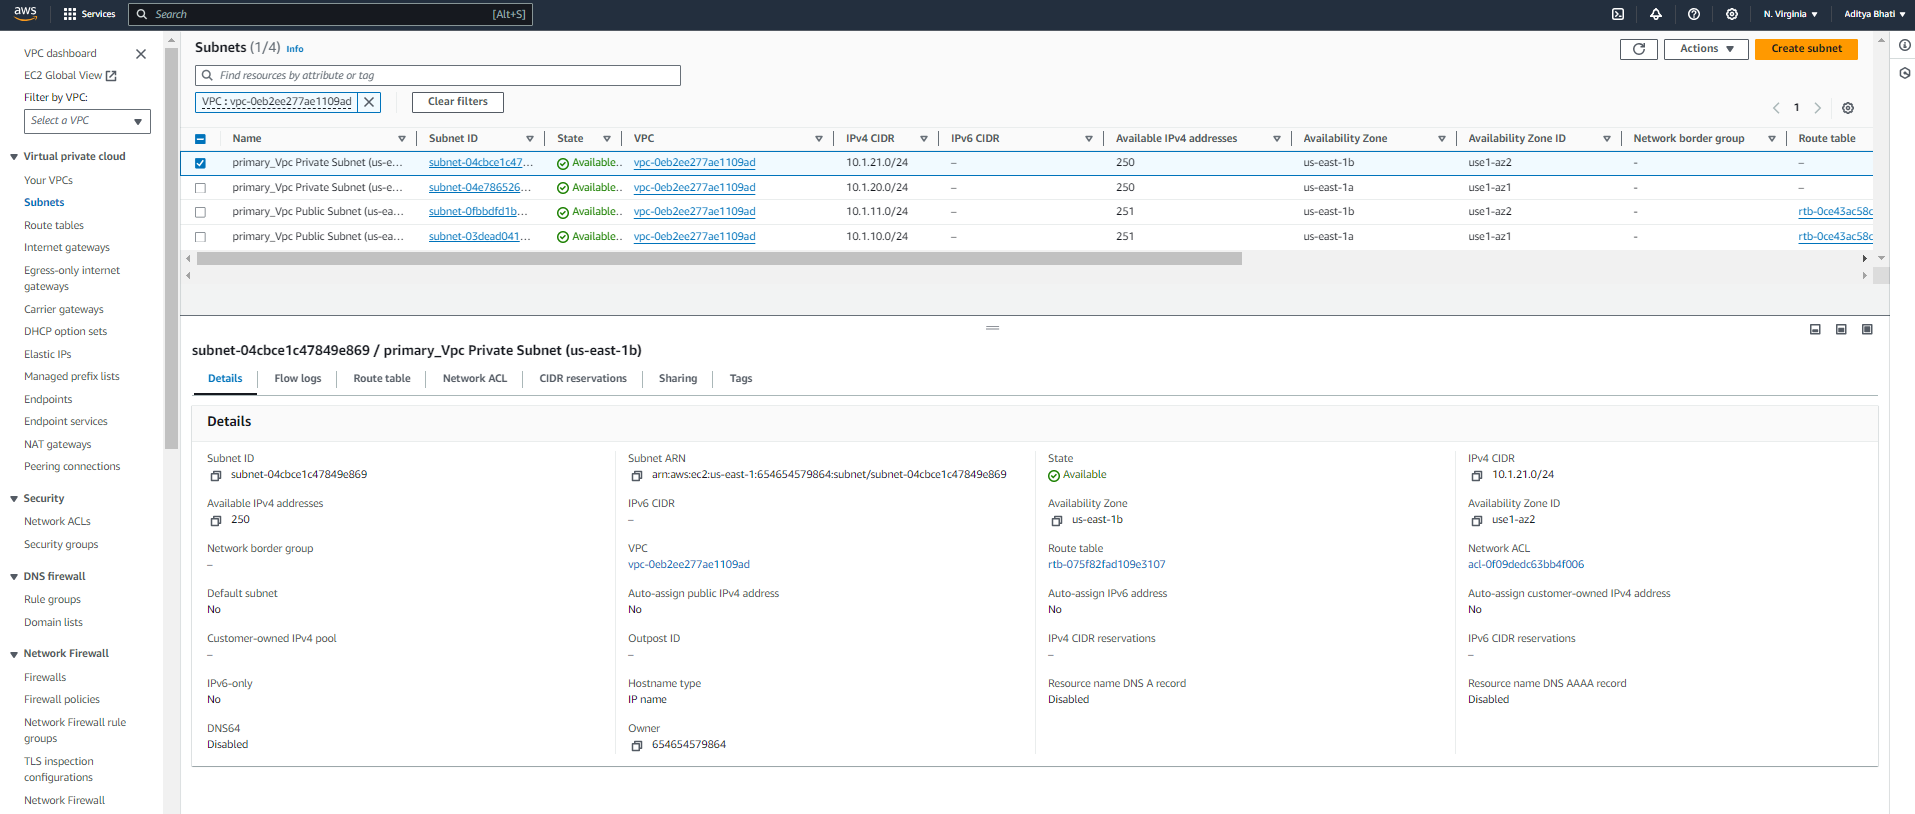 aws Services Search [Alt+S] N. Virginia Aditya Bhati
VPC dashboard
EC2 Global View
Filter by VPC:
Select a VPC
Virtual private cloud
Your VPCs
Subnets
Route tables
Internet gateways
Egress-only internet
gateways
Carrier gateways
DHCP option sets
Elastic IPs
Managed prefix lists
Endpoints
Endpoint services
NAT gateways
Peering connections
Security
Network ACLs
Security groups
DNS firewall
Rule groups
Domain lists
Network Firewall
Firewalls
Firewall policies
Network Firewall rule
groups
TLS inspection
configurations
Network Firewall
Subnets (1/4) Info
Actions
Create subnet
Find resources by attribute or tag
VPC : vpc-0eb2ee277ae1109ad
Clear filters
1
Name Subnet ID State VPC IPv4 CIDR IPv6 CIDR Available IPv4 addresses Availability Zone Availability Zone ID Network border group Route table
primary_Vpc Private Subnet (us-e... subnet-04cbce1c47... Available.. vpc-0eb2ee277ae1109ad 10.1.21.0/24 – 250 us-east-1b use1-az2 - –
primary_Vpc Private Subnet (us-e... subnet-04e786526... Available.. vpc-0eb2ee277ae1109ad 10.1.20.0/24 – 250 us-east-1a use1-az1 - –
primary_Vpc Public Subnet (us-ea... subnet-0fbbdfd1b... Available.. vpc-0eb2ee277ae1109ad 10.1.11.0/24 – 251 us-east-1b use1-az2 - rtb-0ce43ac58c
primary_Vpc Public Subnet (us-ea... subnet-03dead041... Available.. vpc-0eb2ee277ae1109ad 10.1.10.0/24 – 251 us-east-1a use1-az1 - rtb-0ce43ac58c
subnet-04cbce1c47849e869 / primary_Vpc Private Subnet (us-east-1b)
Details Flow logs Route table Network ACL CIDR reservations Sharing Tags
Details
Subnet ID Subnet ARN State IPv4 CIDR
subnet-04cbce1c47849e869 arn:aws:ec2:us-east-1:654654579864:subnet/subnet-04cbce1c47849e869 Available 10.1.21.0/24
Available IPv4 addresses IPv6 CIDR Availability Zone Availability Zone ID
250 – us-east-1b use1-az2
Network border group VPC Route table Network ACL
– vpc-0eb2ee277ae1109ad rtb-075f82fad109e3107 acl-0f09dedc63bb4f006
Default subnet Auto-assign public IPv4 address Auto-assign IPv6 address Auto-assign customer-owned IPv4 address
No No No No
Customer-owned IPv4 pool Outpost ID IPv4 CIDR reservations IPv6 CIDR reservations
– – – –
IPv6-only Hostname type Resource name DNS A record Resource name DNS AAAA record
No IP name Disabled Disabled
DNS64 Owner
Disabled 654654579864